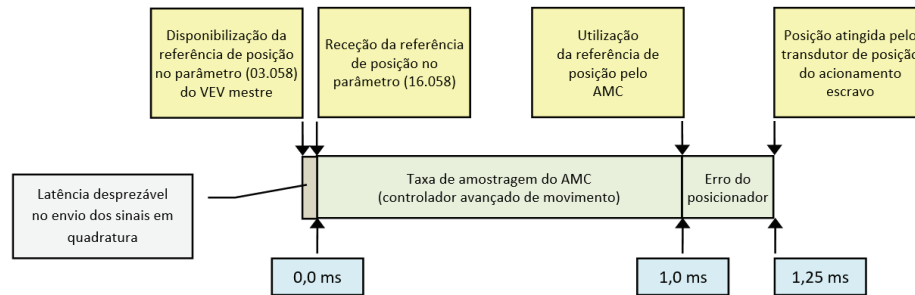 Disponibilização da
referência de posição
no parâmetro (03.058)
do VEV mestre
Receção da referência
de posição no
parâmetro (16.058)
Utilização
da referência de
posição pelo
AMC
Posição atingida pelo
transdutor de posição
do acionamento
escravo
Latência desprezável
no envio dos sinais em
quadratura
Taxa de amostragem do AMC
(controlador avançado de movimento)
Erro do
posicionador
0,0 ms
1,0 ms
1,25 ms